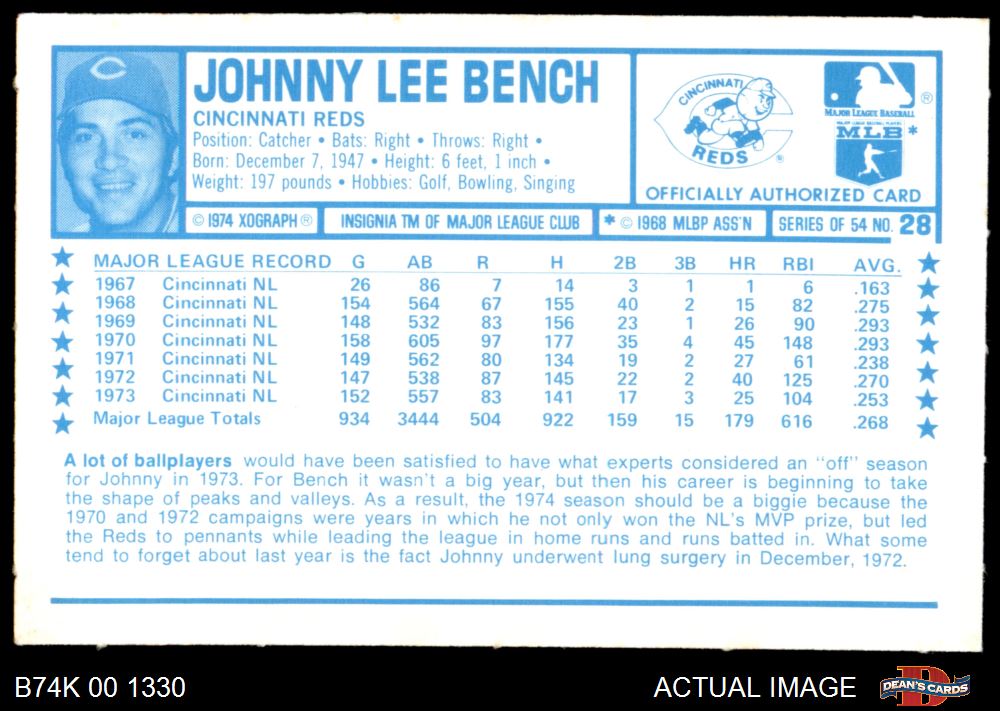 JOHNNY LEE BENCH
CINCINNATI REDS
Position: Catcher • Bats: Right • Throws: Right •
Born: December 7, 1947 • Height: 6 feet, 1 inch •
Weight: 197 pounds • Hobbies: Golf, Bowling, Singing
C
CINCINNATI
REDS
®
®
MAJOR LEAGUE BASEBALL
MAJOR LEAGUE BASEBALL PLAYERS
MLB *
OFFICIALLY AUTHORIZED CARD
© 1974 XOGRAPH ® INSIGNIA TM OF MAJOR LEAGUE CLUB * © 1968 MLBP ASS'N SERIES OF 54 NO. 28
MAJOR LEAGUE RECORD G AB R H 2B 3B HR RBI AVG.
1967 Cincinnati NL 26 86 7 14 3 1 1 6 .163
1968 Cincinnati NL 154 564 67 155 40 2 15 82 .275
1969 Cincinnati NL 148 532 83 156 23 1 26 90 .293
1970 Cincinnati NL 158 605 97 177 35 4 45 148 .293
1971 Cincinnati NL 149 562 80 134 19 2 27 61 .238
1972 Cincinnati NL 147 538 87 145 22 2 40 125 .270
1973 Cincinnati NL 152 557 83 141 17 3 25 104 .253
Major League Totals 934 3444 504 922 159 15 179 616 .268
A lot of ballplayers would have been satisfied to have what experts considered an "off" season
for Johnny in 1973. For Bench it wasn't a big year, but then his career is beginning to take
the shape of peaks and valleys. As a result, the 1974 season should be a biggie because the
1970 and 1972 campaigns were years in which he not only won the NL's MVP prize, but led
the Reds to pennants while leading the league in home runs and runs batted in. What some
tend to forget about last year is the fact Johnny underwent lung surgery in December, 1972.
B74K 00 1330
ACTUAL IMAGE
D
DEAN'S CARDS